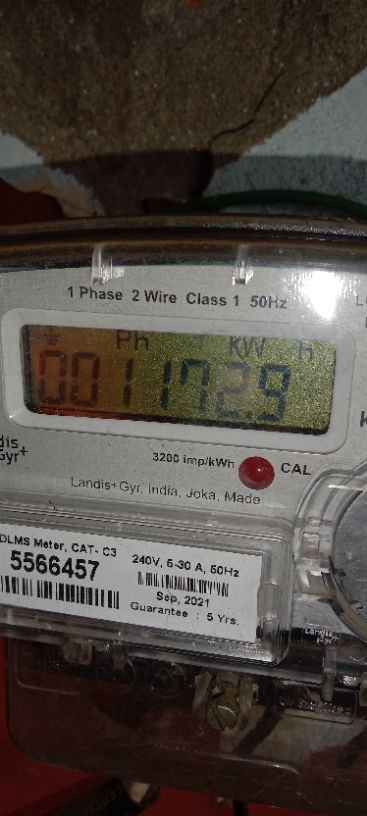 1 Phase 2 Wire Class 1 50Hz
Ph kW h
001172.9
3200 imp/kWh CAL
Gyr+
Landis+Gyr, India, Joka, Made
DLMS Meter, CAT- C3
5566457
240V, 5-30 A, 50Hz
Sep, 2021
Guarantee : 5 Yrs.